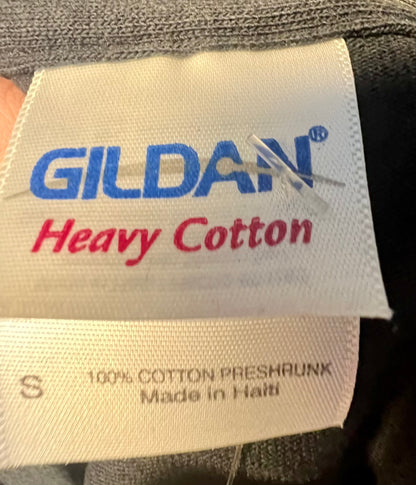 GILDAN®
Heavy Cotton
S
100% COTTON PRESHRUNK
Made in Haiti